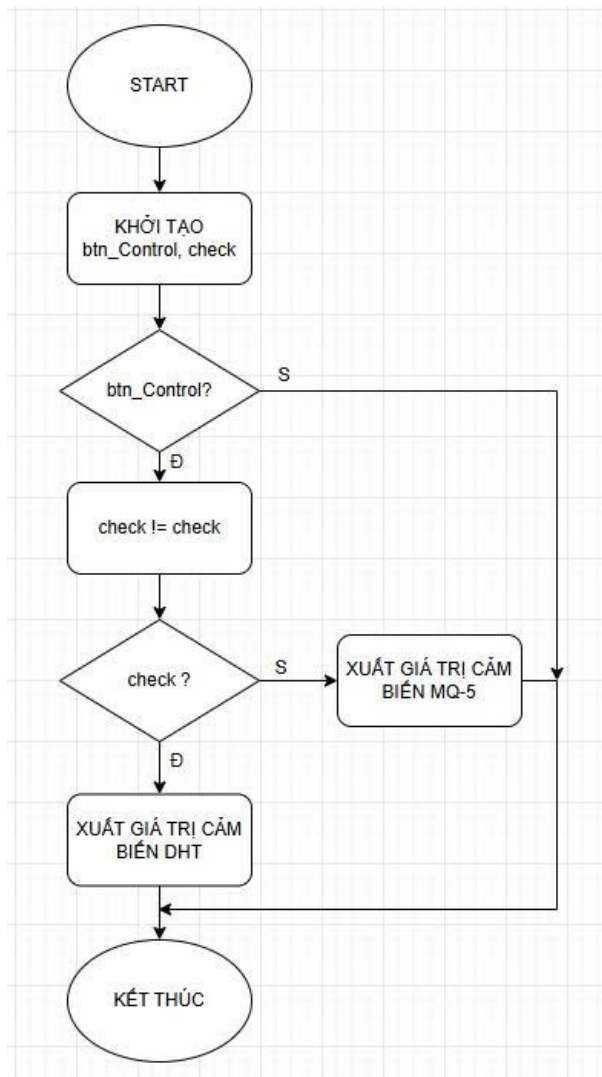 START
KHỞI TẠO
btn_Control, check
btn_Control?
S
Đ
check != check
check ?
S
XUẤT GIÁ TRỊ CẢM
BIẾN MQ-5
Đ
XUẤT GIÁ TRỊ CẢM
BIẾN DHT
KẾT THÚC